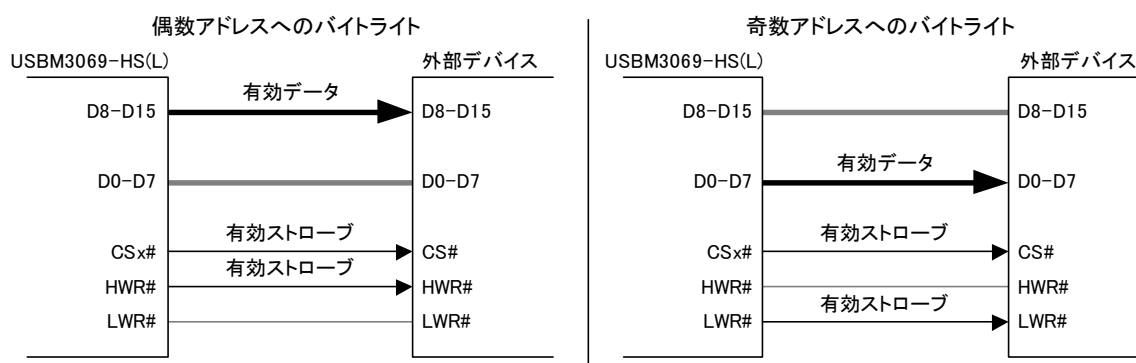 偶数アドレスへのバイトライト
USBM3069-HS(L)
外部デバイス
有効データ
D8-D15
D8-D15
D0-D7
D0-D7
有効ストローブ
CSx#
CS#
有効ストローブ
HWR#
HWR#
LWR#
LWR#
奇数アドレスへのバイトライト
USBM3069-HS(L)
外部デバイス
D8-D15
D8-D15
有効データ
D0-D7
D0-D7
有効ストローブ
CSx#
CS#
HWR#
HWR#
有効ストローブ
LWR#
LWR#